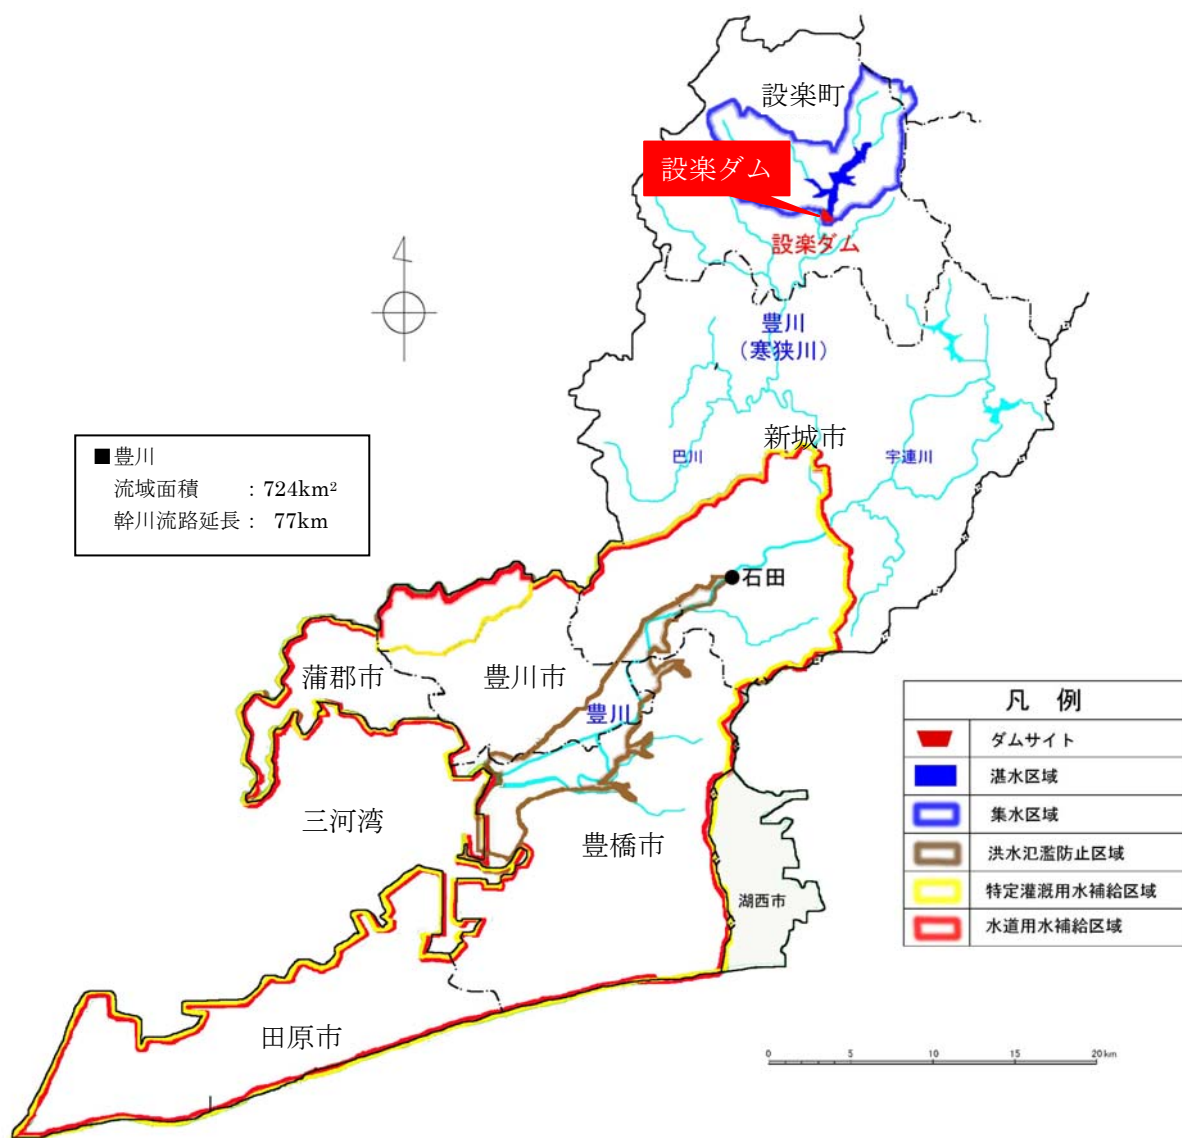 設楽町
設楽ダム
設楽ダム
豊川
(寒狭川)
新城市
巴川
宇連川
■豊川
流域面積 : 724km²
幹川流路延長 : 77km
石田
蒲郡市
豊川市
豊川
三河湾
豊橋市
湖西市
田原市
凡 例
ダムサイト
湛水区域
集水区域
洪水氾濫防止区域
特定灌漑用水補給区域
水道用水補給区域
0 5 10 15 20km